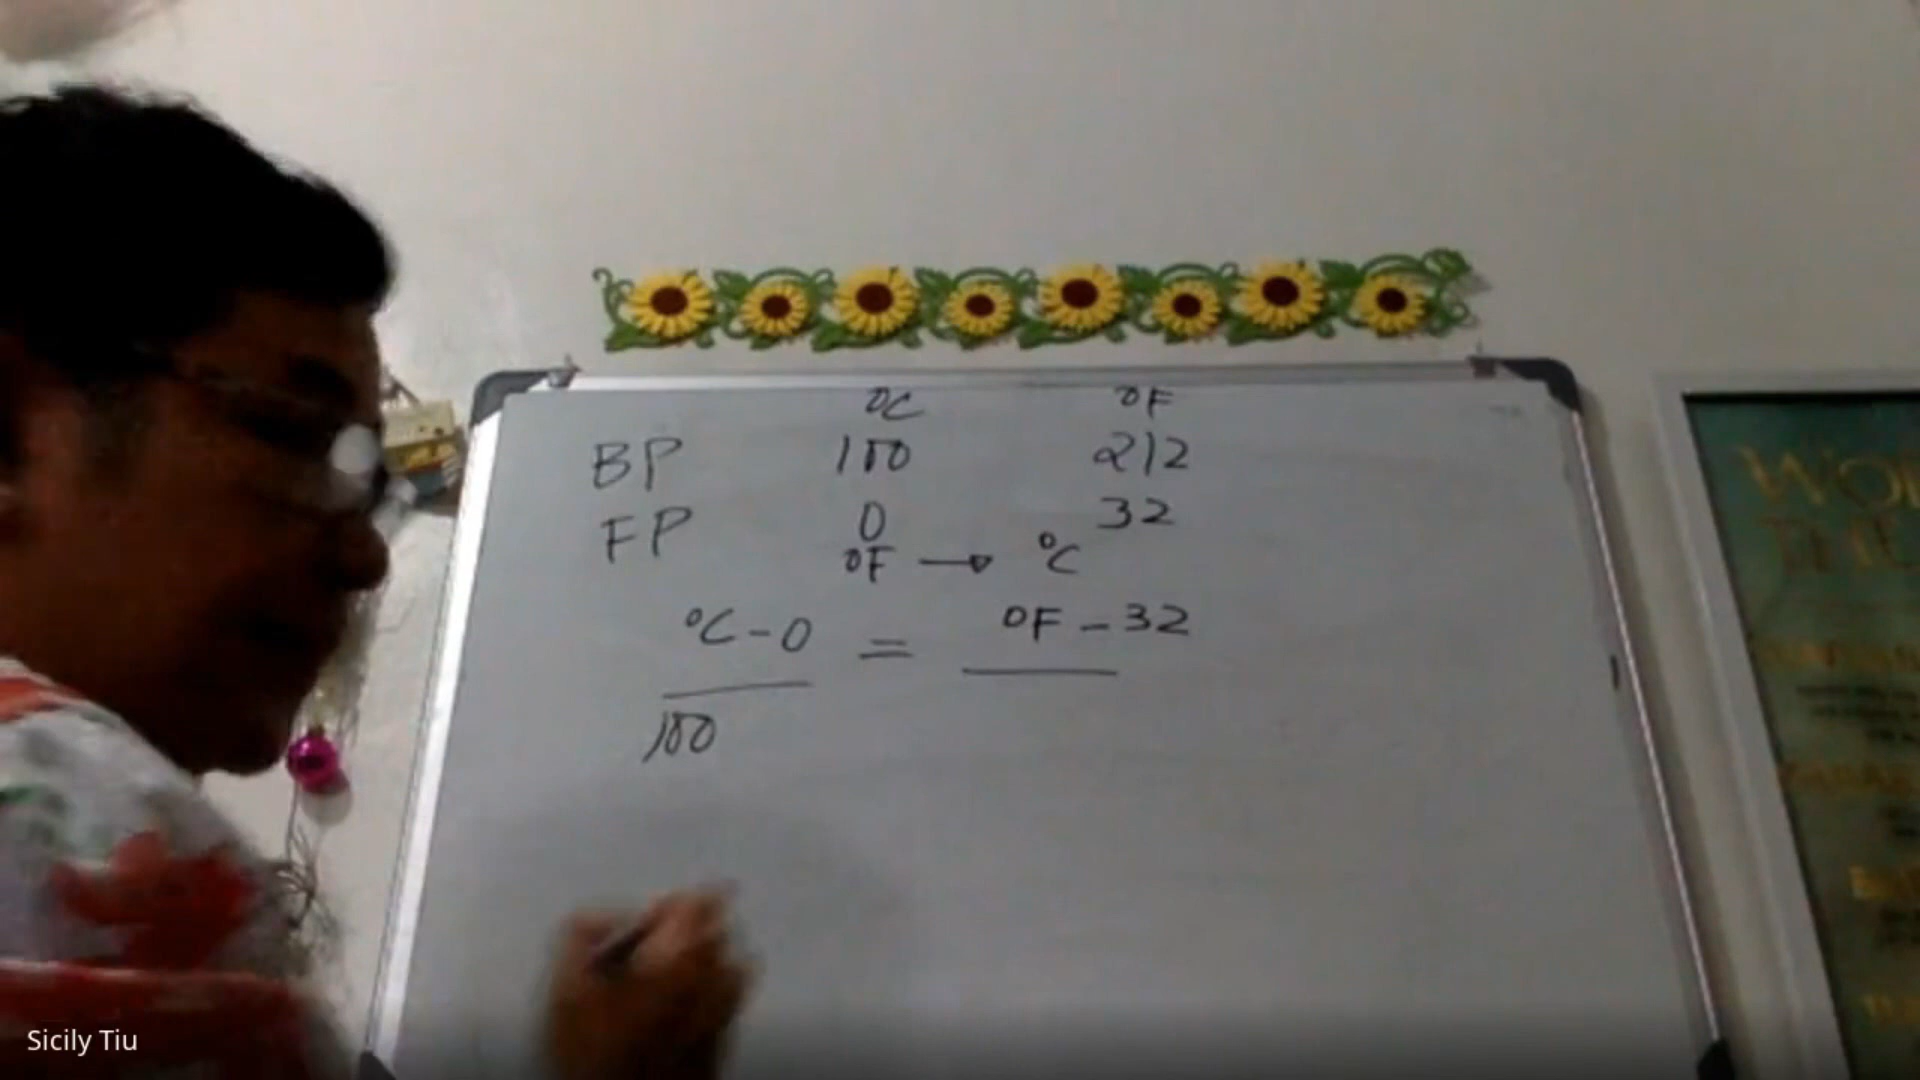 °C °F
BP 100 212
FP 0 32
°F → °C
°C - 0 = °F - 32
100
Sicily Tiu